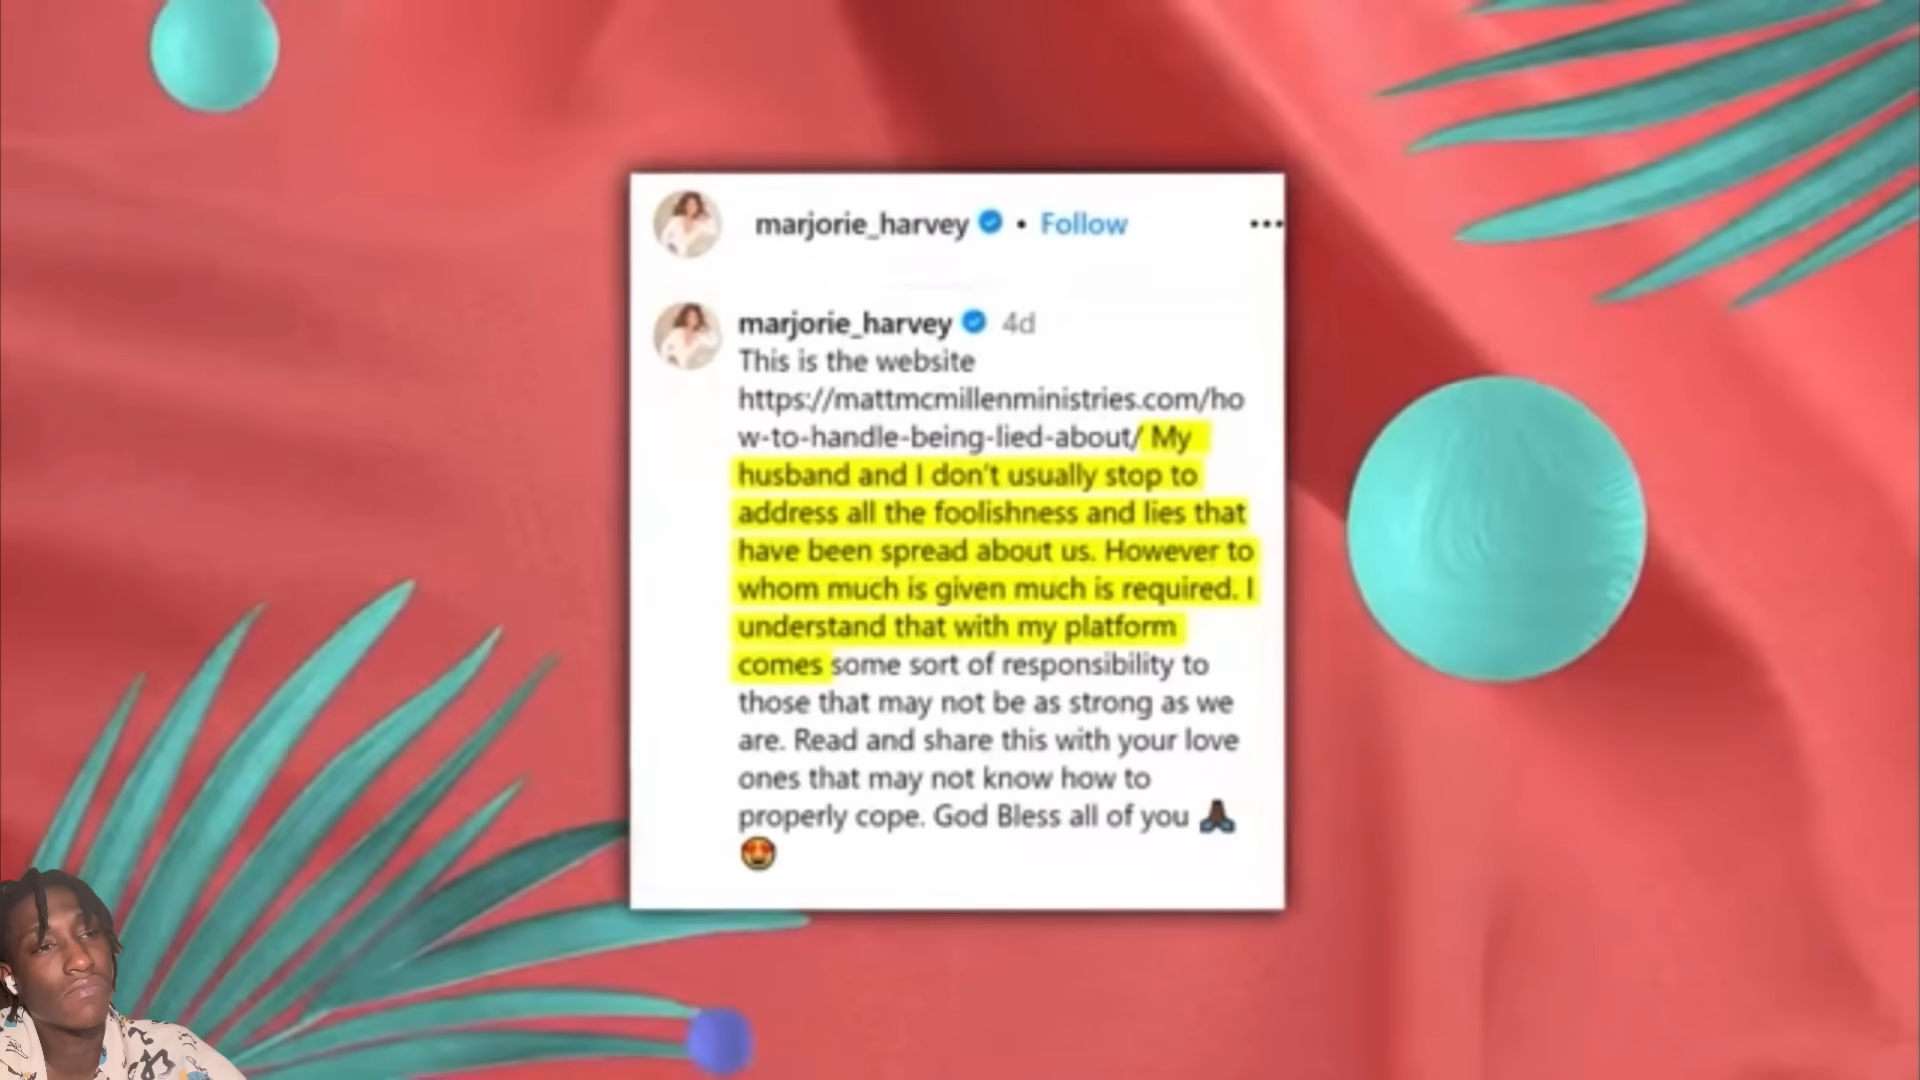 marjorie_harvey • Follow
marjorie_harvey 4d
This is the website
https://mattmcmillenministries.com/ho
w-to-handle-being-lied-about/ My
husband and I don't usually stop to
address all the foolishness and lies that
have been spread about us. However to
whom much is given much is required. I
understand that with my platform
comes some sort of responsibility to
those that may not be as strong as we
are. Read and share this with your love
ones that may not know how to
properly cope. God Bless all of you 🙏🏿
😍